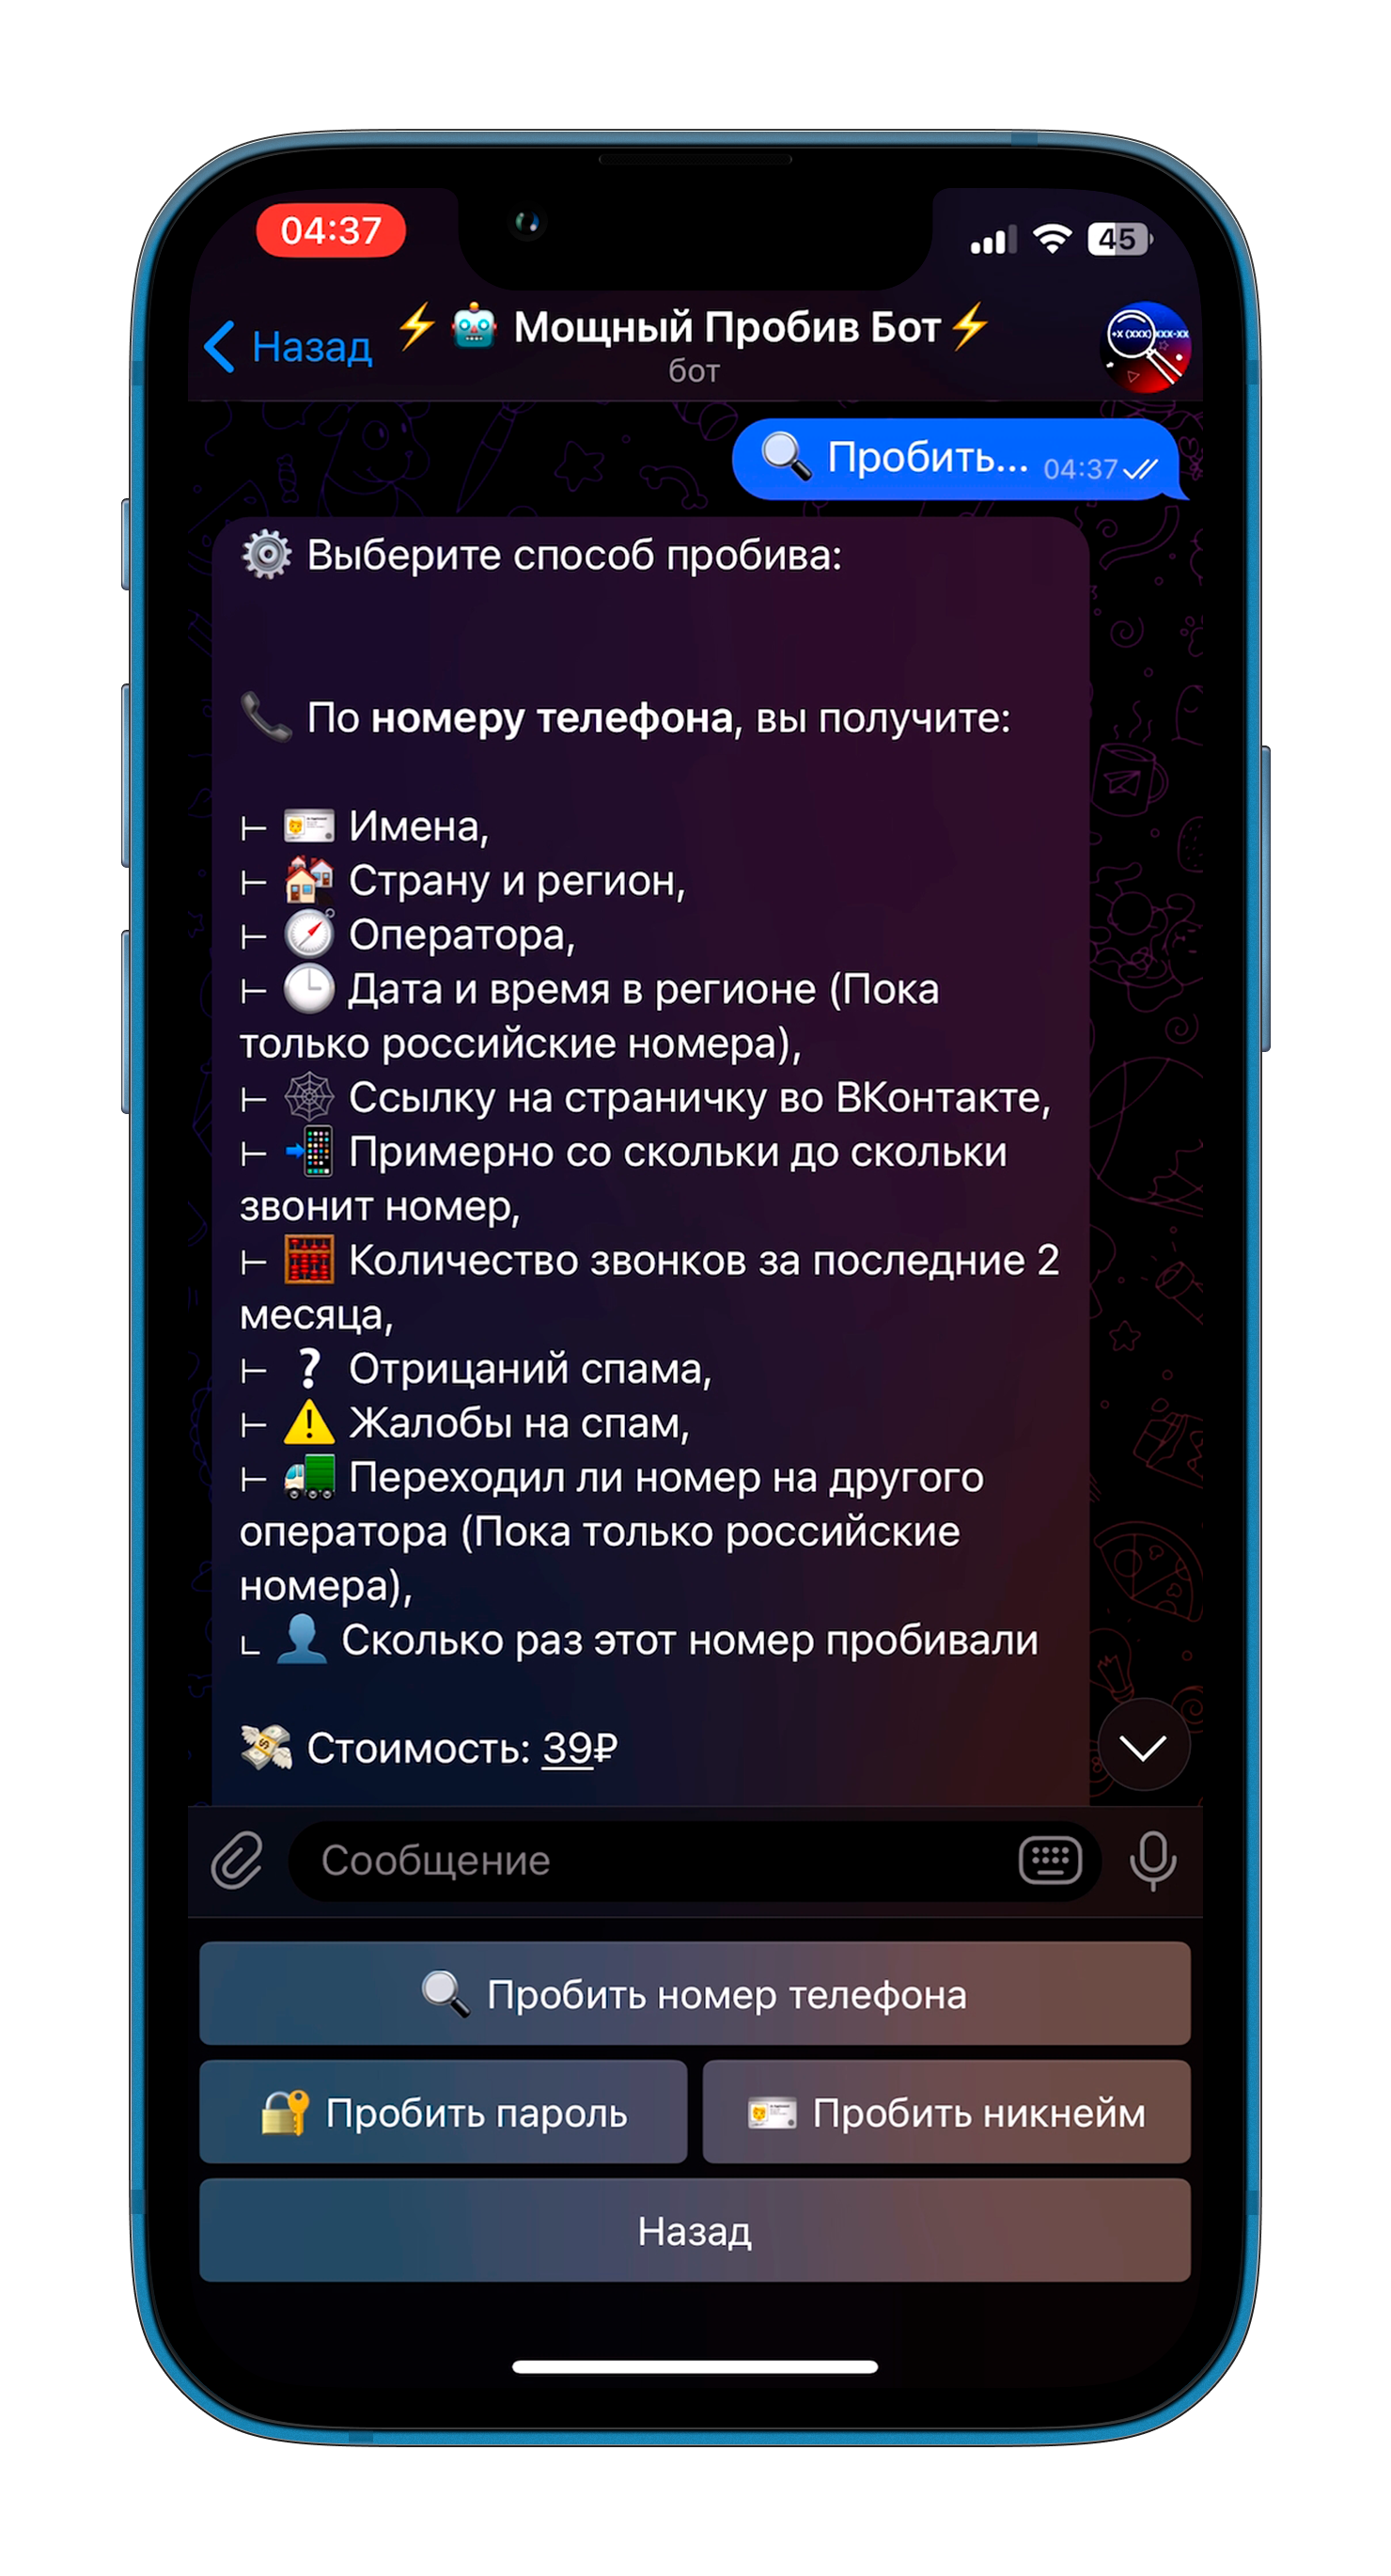 04:37
45
Назад
⚡🤖 Мощный Пробив Бот⚡
бот
+X (XXX) XXX-XX
🔍 Пробить... 04:37
⚙️ Выберите способ пробива:
📞 По номеру телефона, вы получите:
⊢ 🪪 Имена,
⊢ 🏘 Страну и регион,
⊢ 🧭 Оператора,
⊢ 🕒 Дата и время в регионе (Пока
только российские номера),
⊢ 🕸 Ссылку на страничку во ВКонтакте,
⊢ 📲 Примерно со скольки до скольки
звонит номер,
⊢ 🧮 Количество звонков за последние 2
месяца,
⊢ ❔ Отрицаний спама,
⊢ ⚠️ Жалобы на спам,
⊢ 🚛 Переходил ли номер на другого
оператора (Пока только российские
номера),
∟ 👤 Сколько раз этот номер пробивали
💸 Стоимость: 39₽
Сообщение
🔍 Пробить номер телефона
🔐 Пробить пароль
🪪 Пробить никнейм
Назад